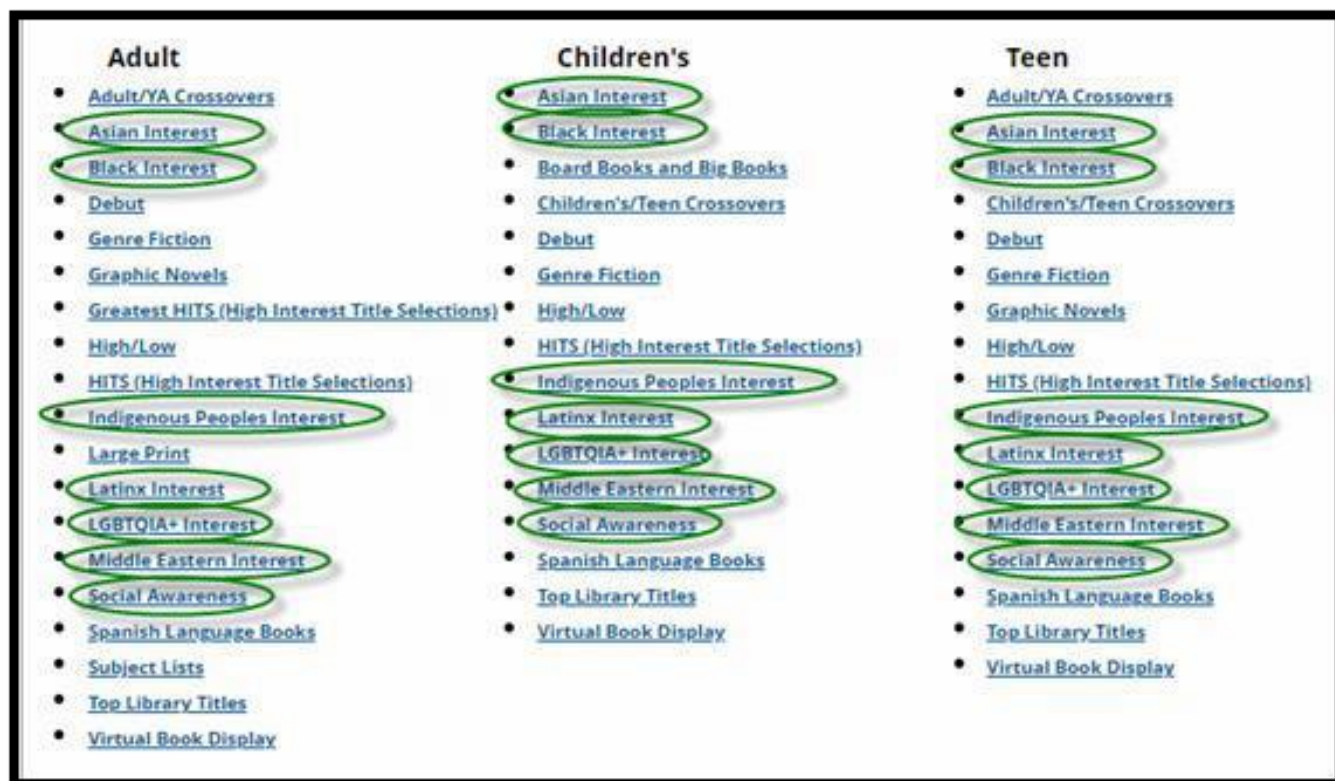 Adult
Adult/YA Crossovers
Asian Interest
Black Interest
Debut
Genre Fiction
Graphic Novels
Greatest HITS (High Interest Title Selections)
High/Low
HITS (High Interest Title Selections)
Indigenous Peoples Interest
Large Print
Latinx Interest
LGBTQIA+ Interest
Middle Eastern Interest
Social Awareness
Spanish Language Books
Subject Lists
Top Library Titles
Virtual Book Display
Children's
Asian Interest
Black Interest
Board Books and Big Books
Children's/Teen Crossovers
Debut
Genre Fiction
High/Low
HITS (High Interest Title Selections)
Indigenous Peoples Interest
Latinx Interest
LGBTQIA+ Interest
Middle Eastern Interest
Social Awareness
Spanish Language Books
Top Library Titles
Virtual Book Display
Teen
Adult/YA Crossovers
Asian Interest
Black Interest
Children's/Teen Crossovers
Debut
Genre Fiction
Graphic Novels
High/Low
HITS (High Interest Title Selections)
Indigenous Peoples Interest
Latinx Interest
LGBTQIA+ Interest
Middle Eastern Interest
Social Awareness
Spanish Language Books
Top Library Titles
Virtual Book Display